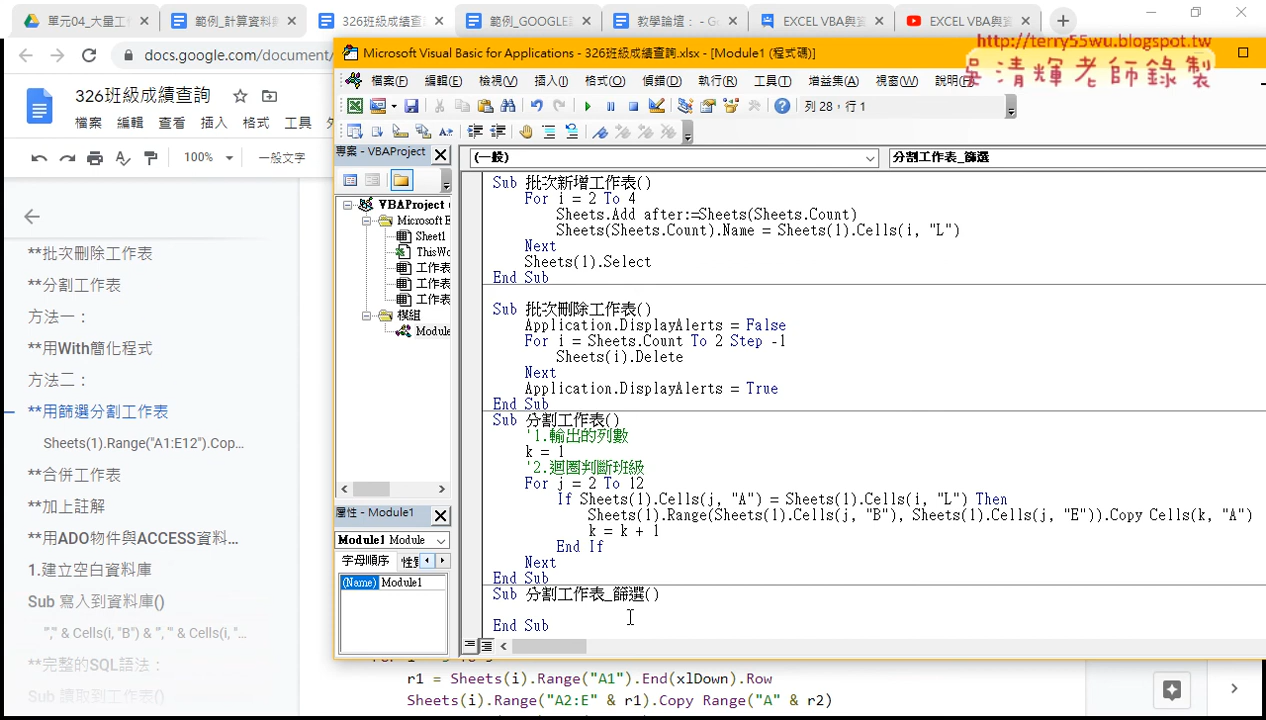 單元04_大量工
範例_計算資料
326班級成績查詢
範例_GOOGLE
教學論壇： - Go
EXCEL VBA與資
EXCEL VBA與資
docs.google.com/document/
http://terry55wu.blogspot.tw
吳清輝老師錄製
326班級成績查詢
檔案 編輯 查看 插入 格式 工具
100% 一般文字
**批次刪除工作表
**分割工作表
方法一：
**用With簡化程式
方法二：
**用篩選分割工作表
Sheets(1).Range("A1:E12").Cop...
**合併工作表
**加上註解
**用ADO物件與ACCESS資料...
1.建立空白資料庫
Sub 寫入到資料庫()
"," & Cells(i, "B") & "', '" & Cells(i, "...
**完整的SQL語法：
Sub 讀取到工作表()
Microsoft Visual Basic for Applications - 326班級成績查詢.xlsx - [Module1 (程式碼)]
檔案(F) 編輯(E) 檢視(V) 插入(I) 格式(O) 偵錯(D) 執行(R) 工具(T) 增益集(A) 視窗(W) 說明(H)
列 28，行 1
專案 - VBAProject
VBAProject (
Microsoft E
Sheet1
ThisWo
工作表
工作表
工作表
模組
Module
屬性 - Module1
Module1 Module
字母順序 性質
(Name) Module1
(一般)
分割工作表_篩選
Sub 批次新增工作表()
For i = 2 To 4
Sheets.Add after:=Sheets(Sheets.Count)
Sheets(Sheets.Count).Name = Sheets(1).Cells(i, "L")
Next
Sheets(1).Select
End Sub
Sub 批次刪除工作表()
Application.DisplayAlerts = False
For i = Sheets.Count To 2 Step -1
Sheets(i).Delete
Next
Application.DisplayAlerts = True
End Sub
Sub 分割工作表()
'1.輸出的列數
k = 1
'2.迴圈判斷班級
For j = 2 To 12
If Sheets(1).Cells(j, "A") = Sheets(1).Cells(i, "L") Then
Sheets(1).Range(Sheets(1).Cells(j, "B"), Sheets(1).Cells(j, "E")).Copy Cells(k, "A")
k = k + 1
End If
Next
End Sub
Sub 分割工作表_篩選()
End Sub
r1 = Sheets(i).Range("A1").End(xlDown).Row
Sheets(i).Range("A2:E" & r1).Copy Range("A" & r2)